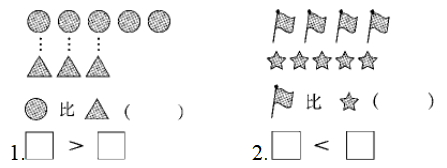 比 ( )
1. >
比 ( )
2. <